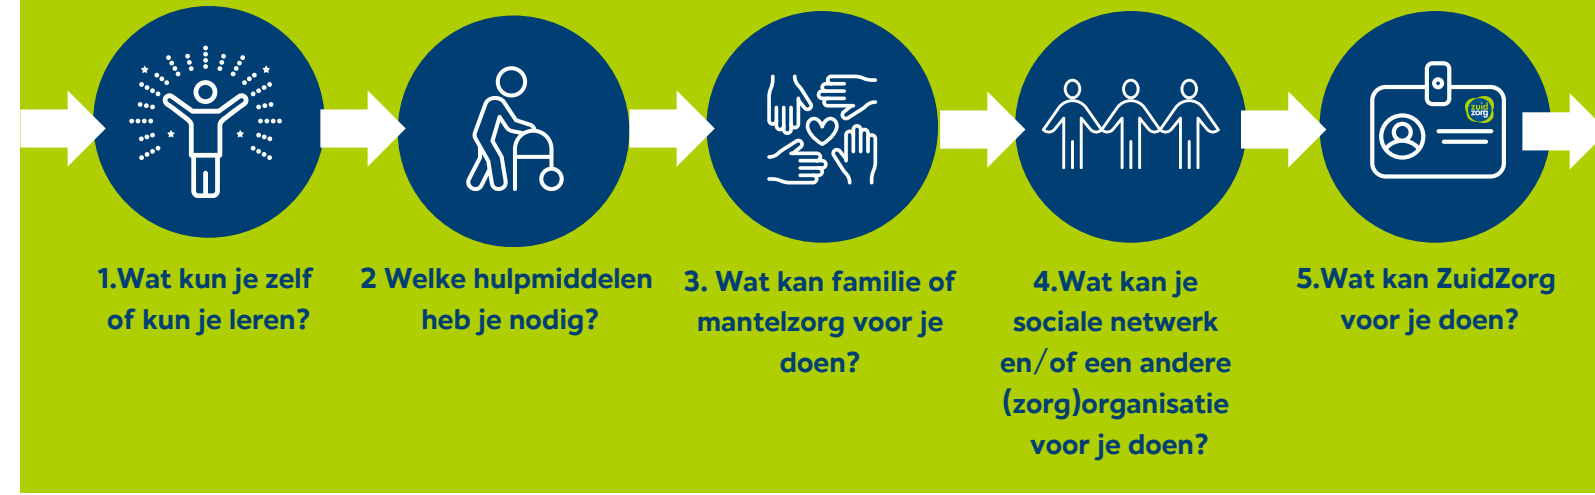 zuid
zorg
1.Wat kun je zelf
of kun je leren?
2 Welke hulpmiddelen
heb je nodig?
3. Wat kan familie of
mantelzorg voor je
doen?
4.Wat kan je
sociale netwerk
en/of een andere
(zorg)organisatie
voor je doen?
5.Wat kan ZuidZorg
voor je doen?